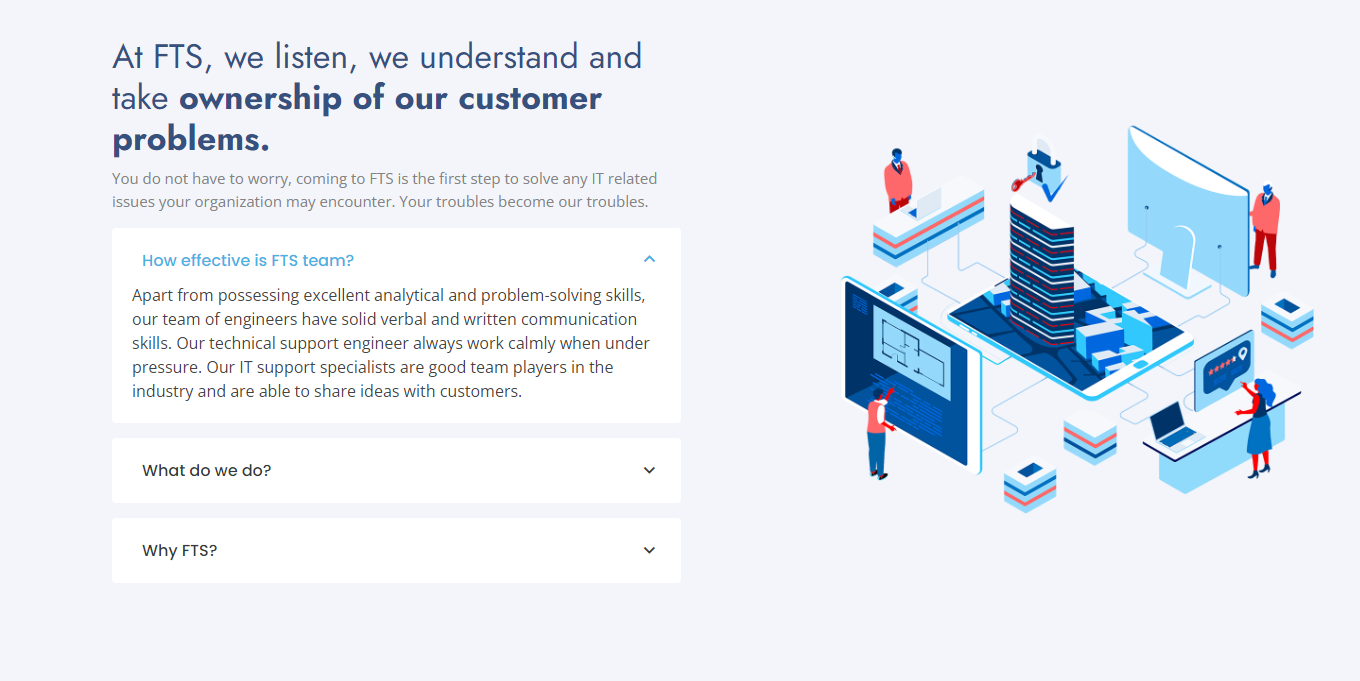 At FTS, we listen, we understand and
take ownership of our customer
problems.
You do not have to worry, coming to FTS is the first step to solve any IT related
issues your organization may encounter. Your troubles become our troubles.
How effective is FTS team?
Apart from possessing excellent analytical and problem-solving skills,
our team of engineers have solid verbal and written communication
skills. Our technical support engineer always work calmly when under
pressure. Our IT support specialists are good team players in the
industry and are able to share ideas with customers.
What do we do?
Why FTS?